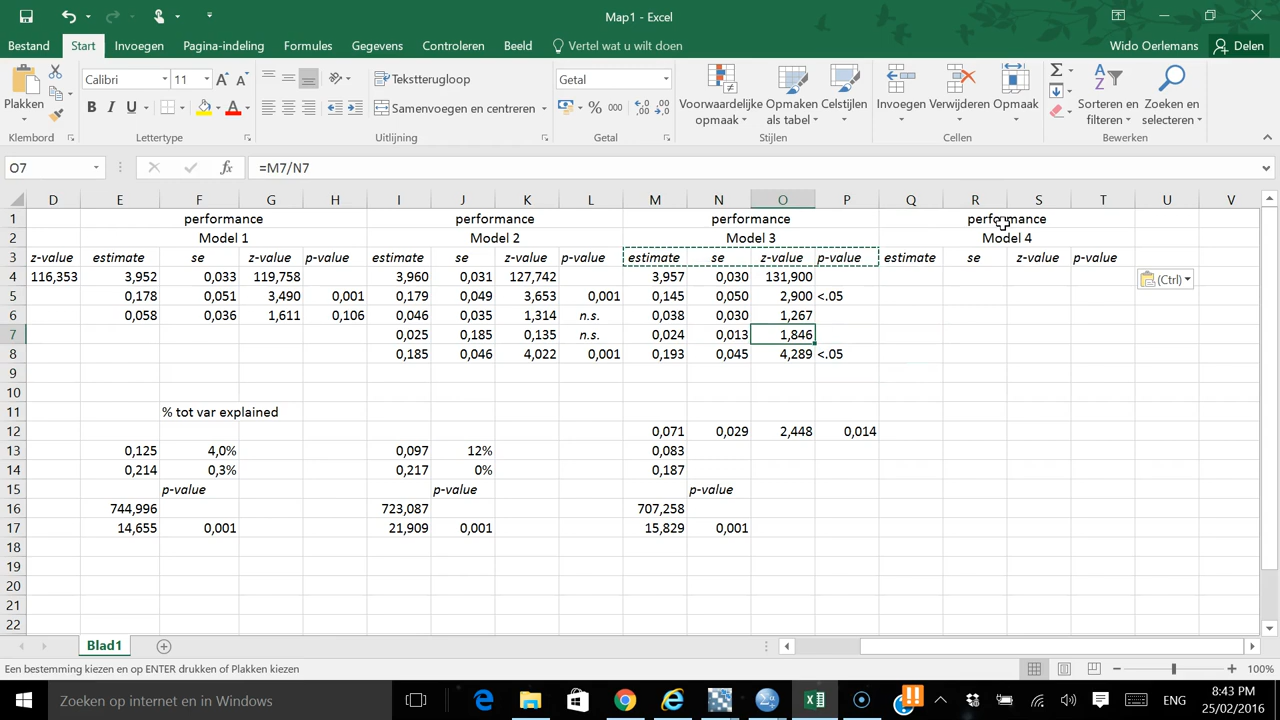 Map1 - Excel
Bestand Start Invoegen Pagina-indeling Formules Gegevens Controleren Beeld Vertel wat u wilt doen Wido Oerlemans Delen
Plakken
Calibri 11
B I U
Tekstterugloop
Samenvoegen en centreren
Getal
% 000
Voorwaardelijke opmaak
Opmaken als tabel
Celstijlen
Invoegen Verwijderen Opmaak
Sorteren en filteren
Zoeken en selecteren
Klembord Lettertype Uitlijning Getal Stijlen Cellen Bewerken
O7 fx =M7/N7
D E F G H I J K L M N O P Q R S T U V
1 performance performance performance performance
2 Model 1 Model 2 Model 3 Model 4
3 z-value estimate se z-value p-value estimate se z-value p-value estimate se z-value p-value estimate se z-value p-value
4 116,353 3,952 0,033 119,758 3,960 0,031 127,742 3,957 0,030 131,900
(Ctrl)
5 0,178 0,051 3,490 0,001 0,179 0,049 3,653 0,001 0,145 0,050 2,900 <.05
6 0,058 0,036 1,611 0,106 0,046 0,035 1,314 n.s. 0,038 0,030 1,267
7 0,025 0,185 0,135 n.s. 0,024 0,013 1,846
8 0,185 0,046 4,022 0,001 0,193 0,045 4,289 <.05
9
10
11 % tot var explained
12 0,071 0,029 2,448 0,014
13 0,125 4,0% 0,097 12% 0,083
14 0,214 0,3% 0,217 0% 0,187
15 p-value p-value p-value
16 744,996 723,087 707,258
17 14,655 0,001 21,909 0,001 15,829 0,001
18
19
20
21
22
Blad1
Een bestemming kiezen en op ENTER drukken of Plakken kiezen 100%
Zoeken op internet en in Windows
ENG
8:43 PM
25/02/2016